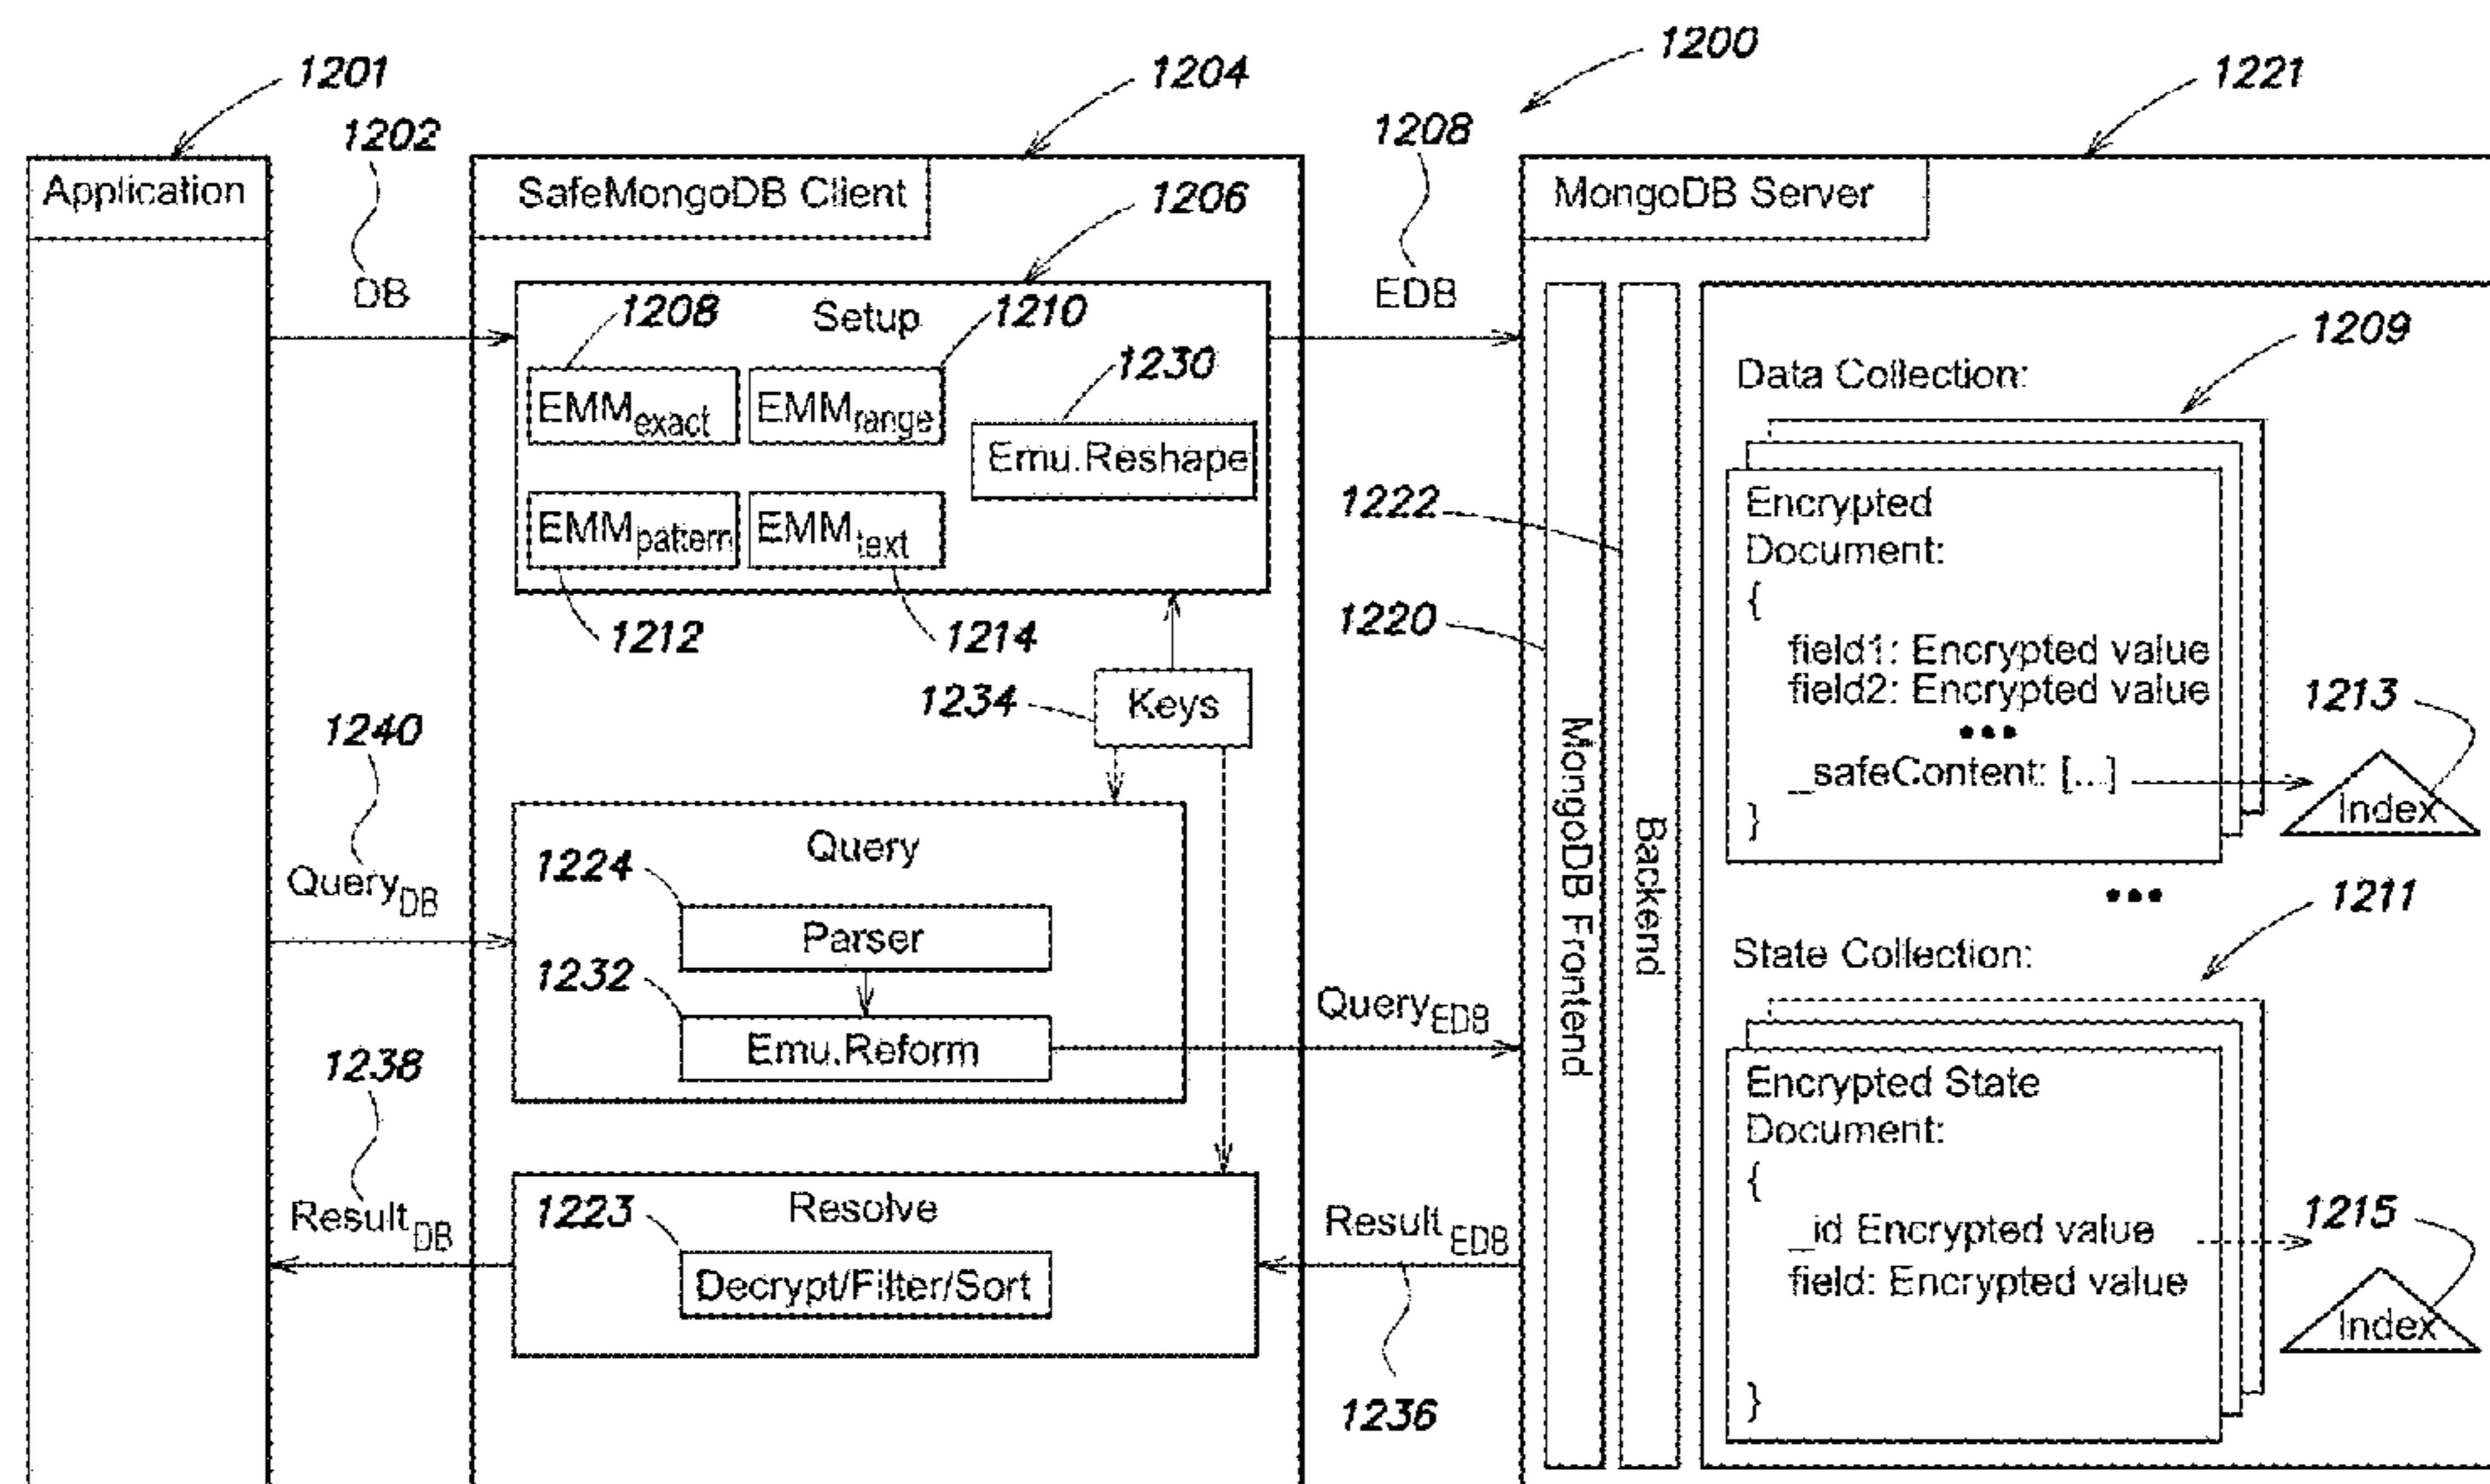 1200
1201
1204
1221
1202
1208
Application
SafeMongoDB Client
1206
MongoDB Server
DB
EDB
Setup
1208
1210
1209
1230
Data Collection:
EMMexact
EMMrange
Emu.Reshape
EMMpattern
EMMtext
1222
1212
1214
1220
Encrypted
Document:
{
field1: Encrypted value
field2: Encrypted value
•••
_safeContent: [...]
}
1213
Index
1234
Keys
MongoDB Frontend
Backend
1240
QueryDB
Query
1224
Parser
1232
Emu.Reform
QueryEDB
•••
1211
State Collection:
Encrypted State
Document:
{
_id Encrypted value
field: Encrypted value
}
1215
Index
1238
ResultDB
Resolve
1223
Decrypt/Filter/Sort
ResultEDB
1236